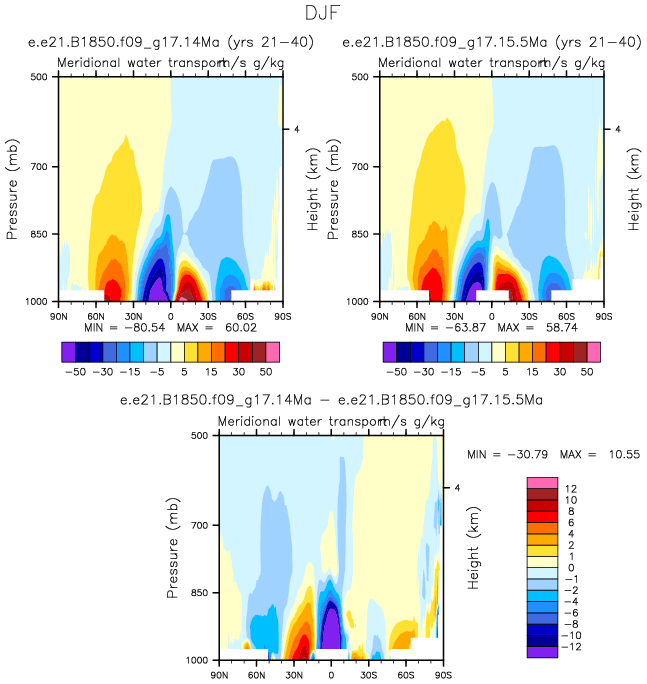 DJF
e.e21.B1850.f09_g17.14Ma (yrs 21-40)
Meridional water transport m/s g/kg
500
700
850
1000
Pressure (mb)
4
Height (km)
90N 60N 30N 0 30S 60S 90S
MIN = -80.54 MAX = 60.02
-50 -30 -15 -5 5 15 30 50
e.e21.B1850.f09_g17.15.5Ma (yrs 21-40)
Meridional water transport m/s g/kg
500
700
850
1000
Pressure (mb)
4
Height (km)
90N 60N 30N 0 30S 60S 90S
MIN = -63.87 MAX = 58.74
-50 -30 -15 -5 5 15 30 50
e.e21.B1850.f09_g17.14Ma - e.e21.B1850.f09_g17.15.5Ma
Meridional water transport m/s g/kg
500
700
850
1000
Pressure (mb)
4
Height (km)
90N 60N 30N 0 30S 60S 90S
MIN = -30.79 MAX = 10.55
12
10
8
6
4
2
1
0
-1
-2
-4
-6
-8
-10
-12